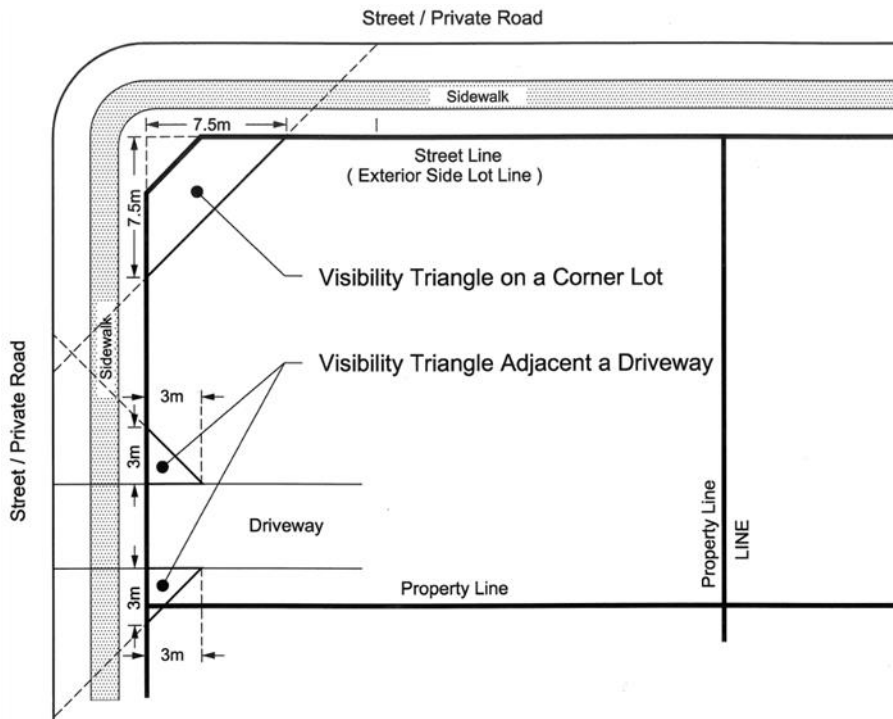 Street / Private Road
Sidewalk
7.5m
Street Line
( Exterior Side Lot Line )
7.5m
Visibility Triangle on a Corner Lot
Sidewalk
Visibility Triangle Adjacent a Driveway
Street / Private Road
3m
3m
Driveway
Property Line
LINE
Property Line
3m
3m